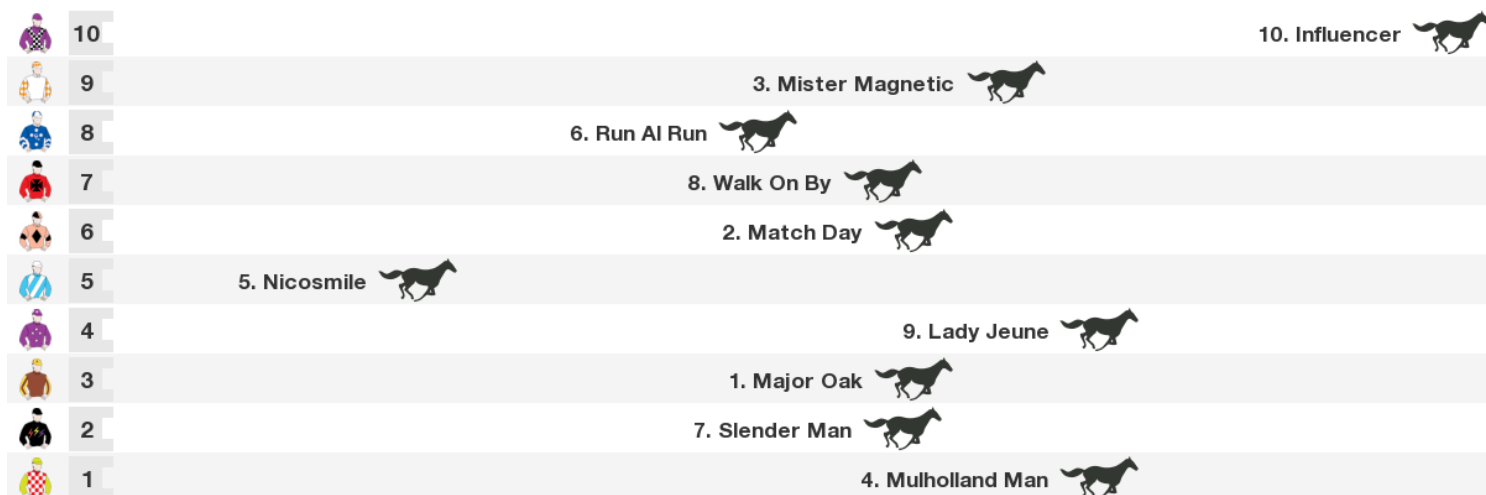 10 10. Influencer
9 3. Mister Magnetic
8 6. Run Al Run
7 8. Walk On By
6 2. Match Day
5 5. Nicosmile
4 9. Lady Jeune
3 1. Major Oak
2 7. Slender Man
1 4. Mulholland Man